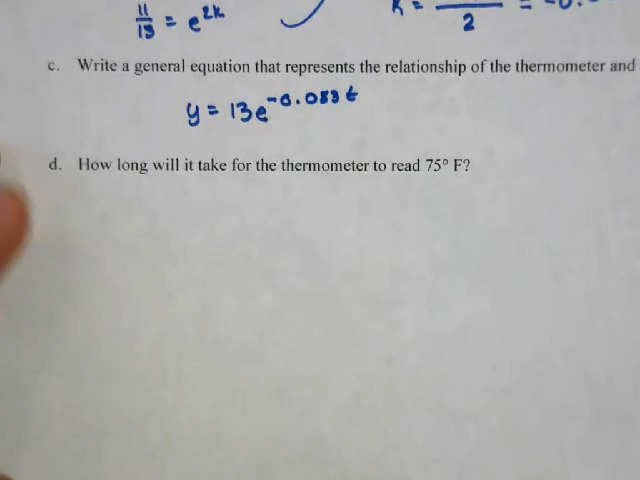 11/13 = e^2k
K = 2 = -0.
c. Write a general equation that represents the relationship of the thermometer and
y = 13e^-0.083t
d. How long will it take for the thermometer to read 75° F?